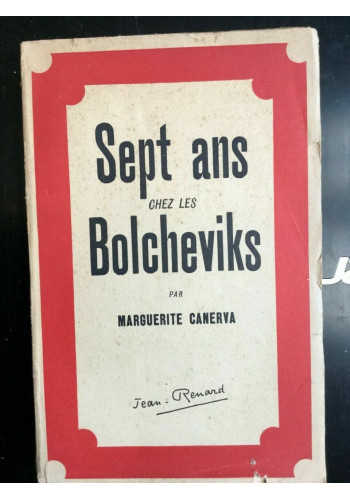 Sept ans
CHEZ LES
Bolcheviks
PAR
MARGUERITE CANERVA
Jean-Renard